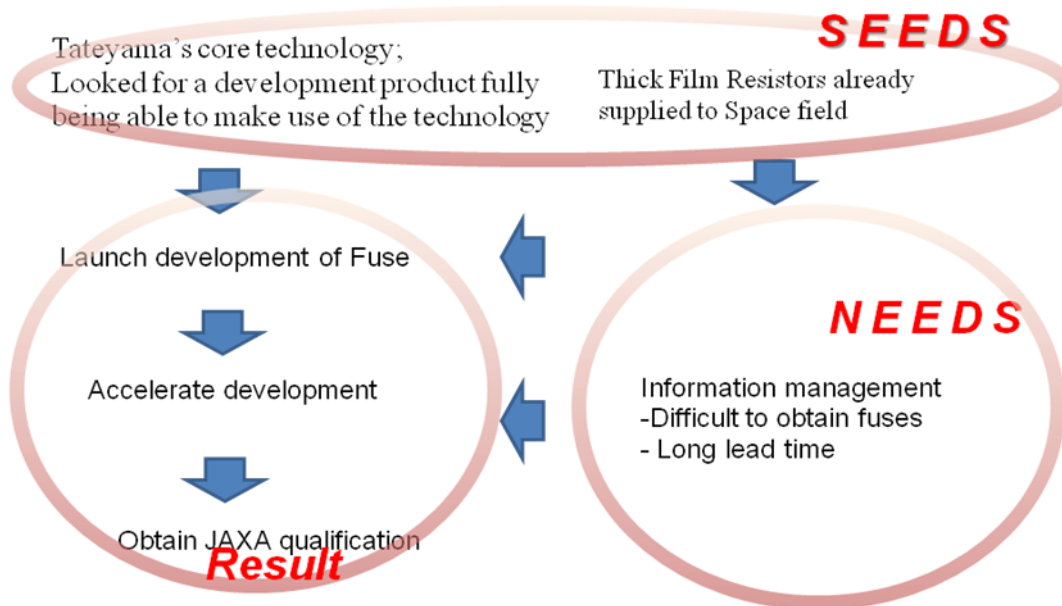 SEEDS
Tateyama's core technology;
Looked for a development product fully
being able to make use of the technology
Thick Film Resistors already
supplied to Space field
Launch development of Fuse
Accelerate development
Obtain JAXA qualification
Result
NEEDS
Information management
-Difficult to obtain fuses
- Long lead time